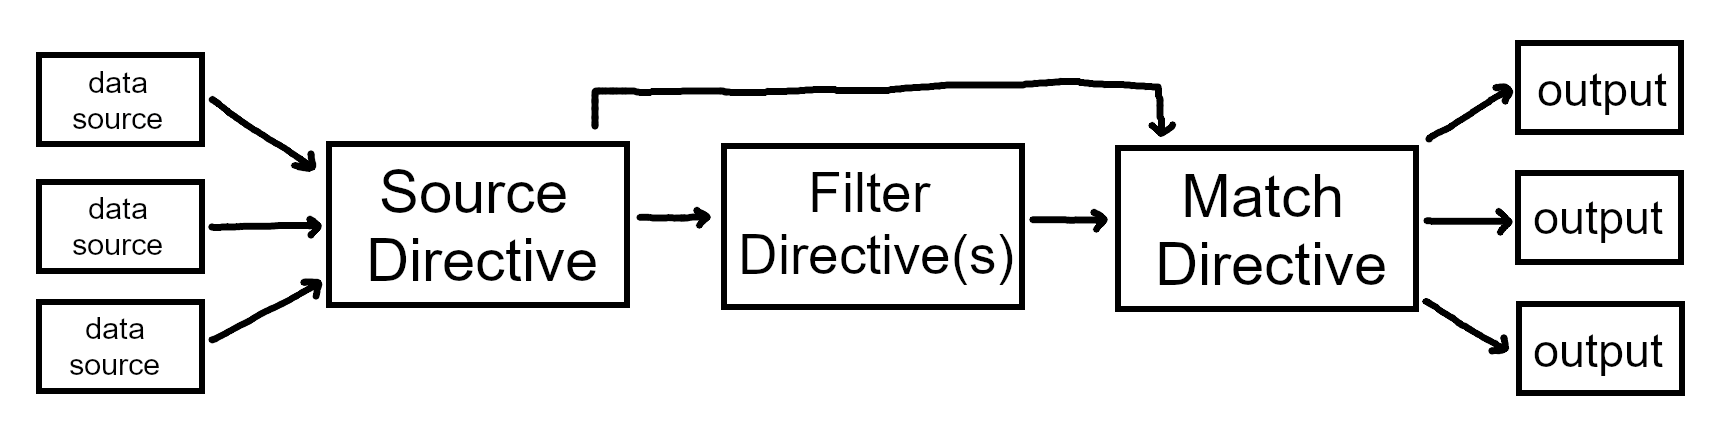 data
source
data
source
data
source
Source
Directive
Filter
Directive(s)
Match
Directive
output
output
output